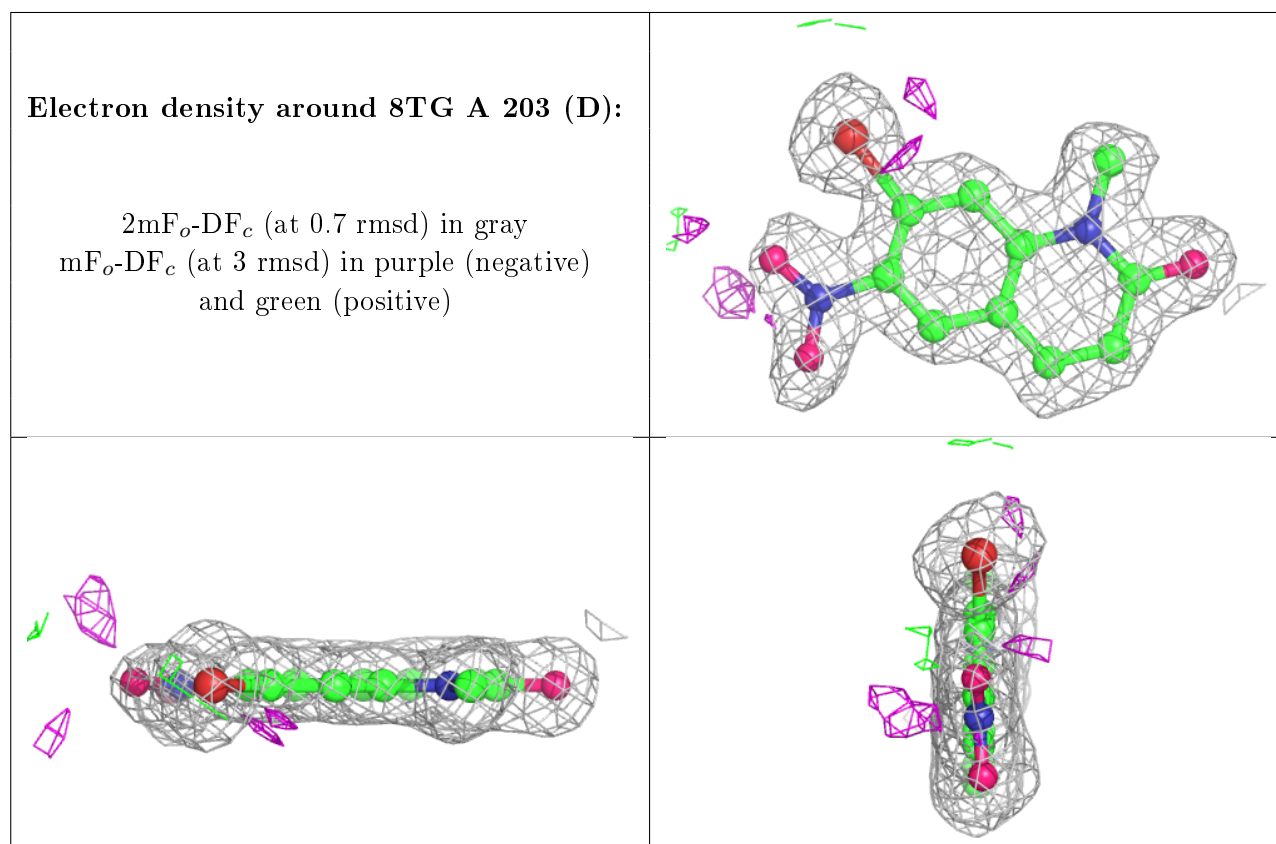 Electron density around 8TG A 203 (D):
2mFo-DFc (at 0.7 rmsd) in gray
mFo-DFc (at 3 rmsd) in purple (negative)
and green (positive)